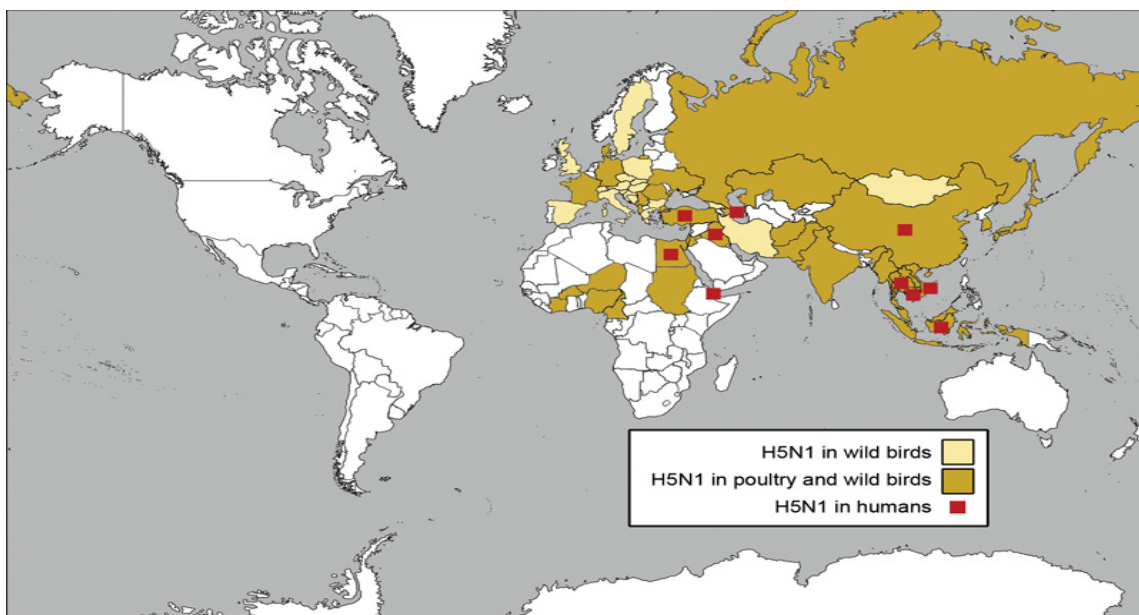 H5N1 in wild birds
H5N1 in poultry and wild birds
H5N1 in humans